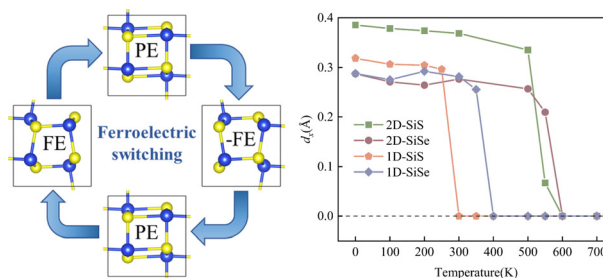 PE
FE
Ferroelectric
switching
-FE
PE
d_x(Å)
0.4
0.3
0.2
0.1
0.0
2D-SiS
2D-SiSe
1D-SiS
1D-SiSe
0 100 200 300 400 500 600 700
Temperature(K)